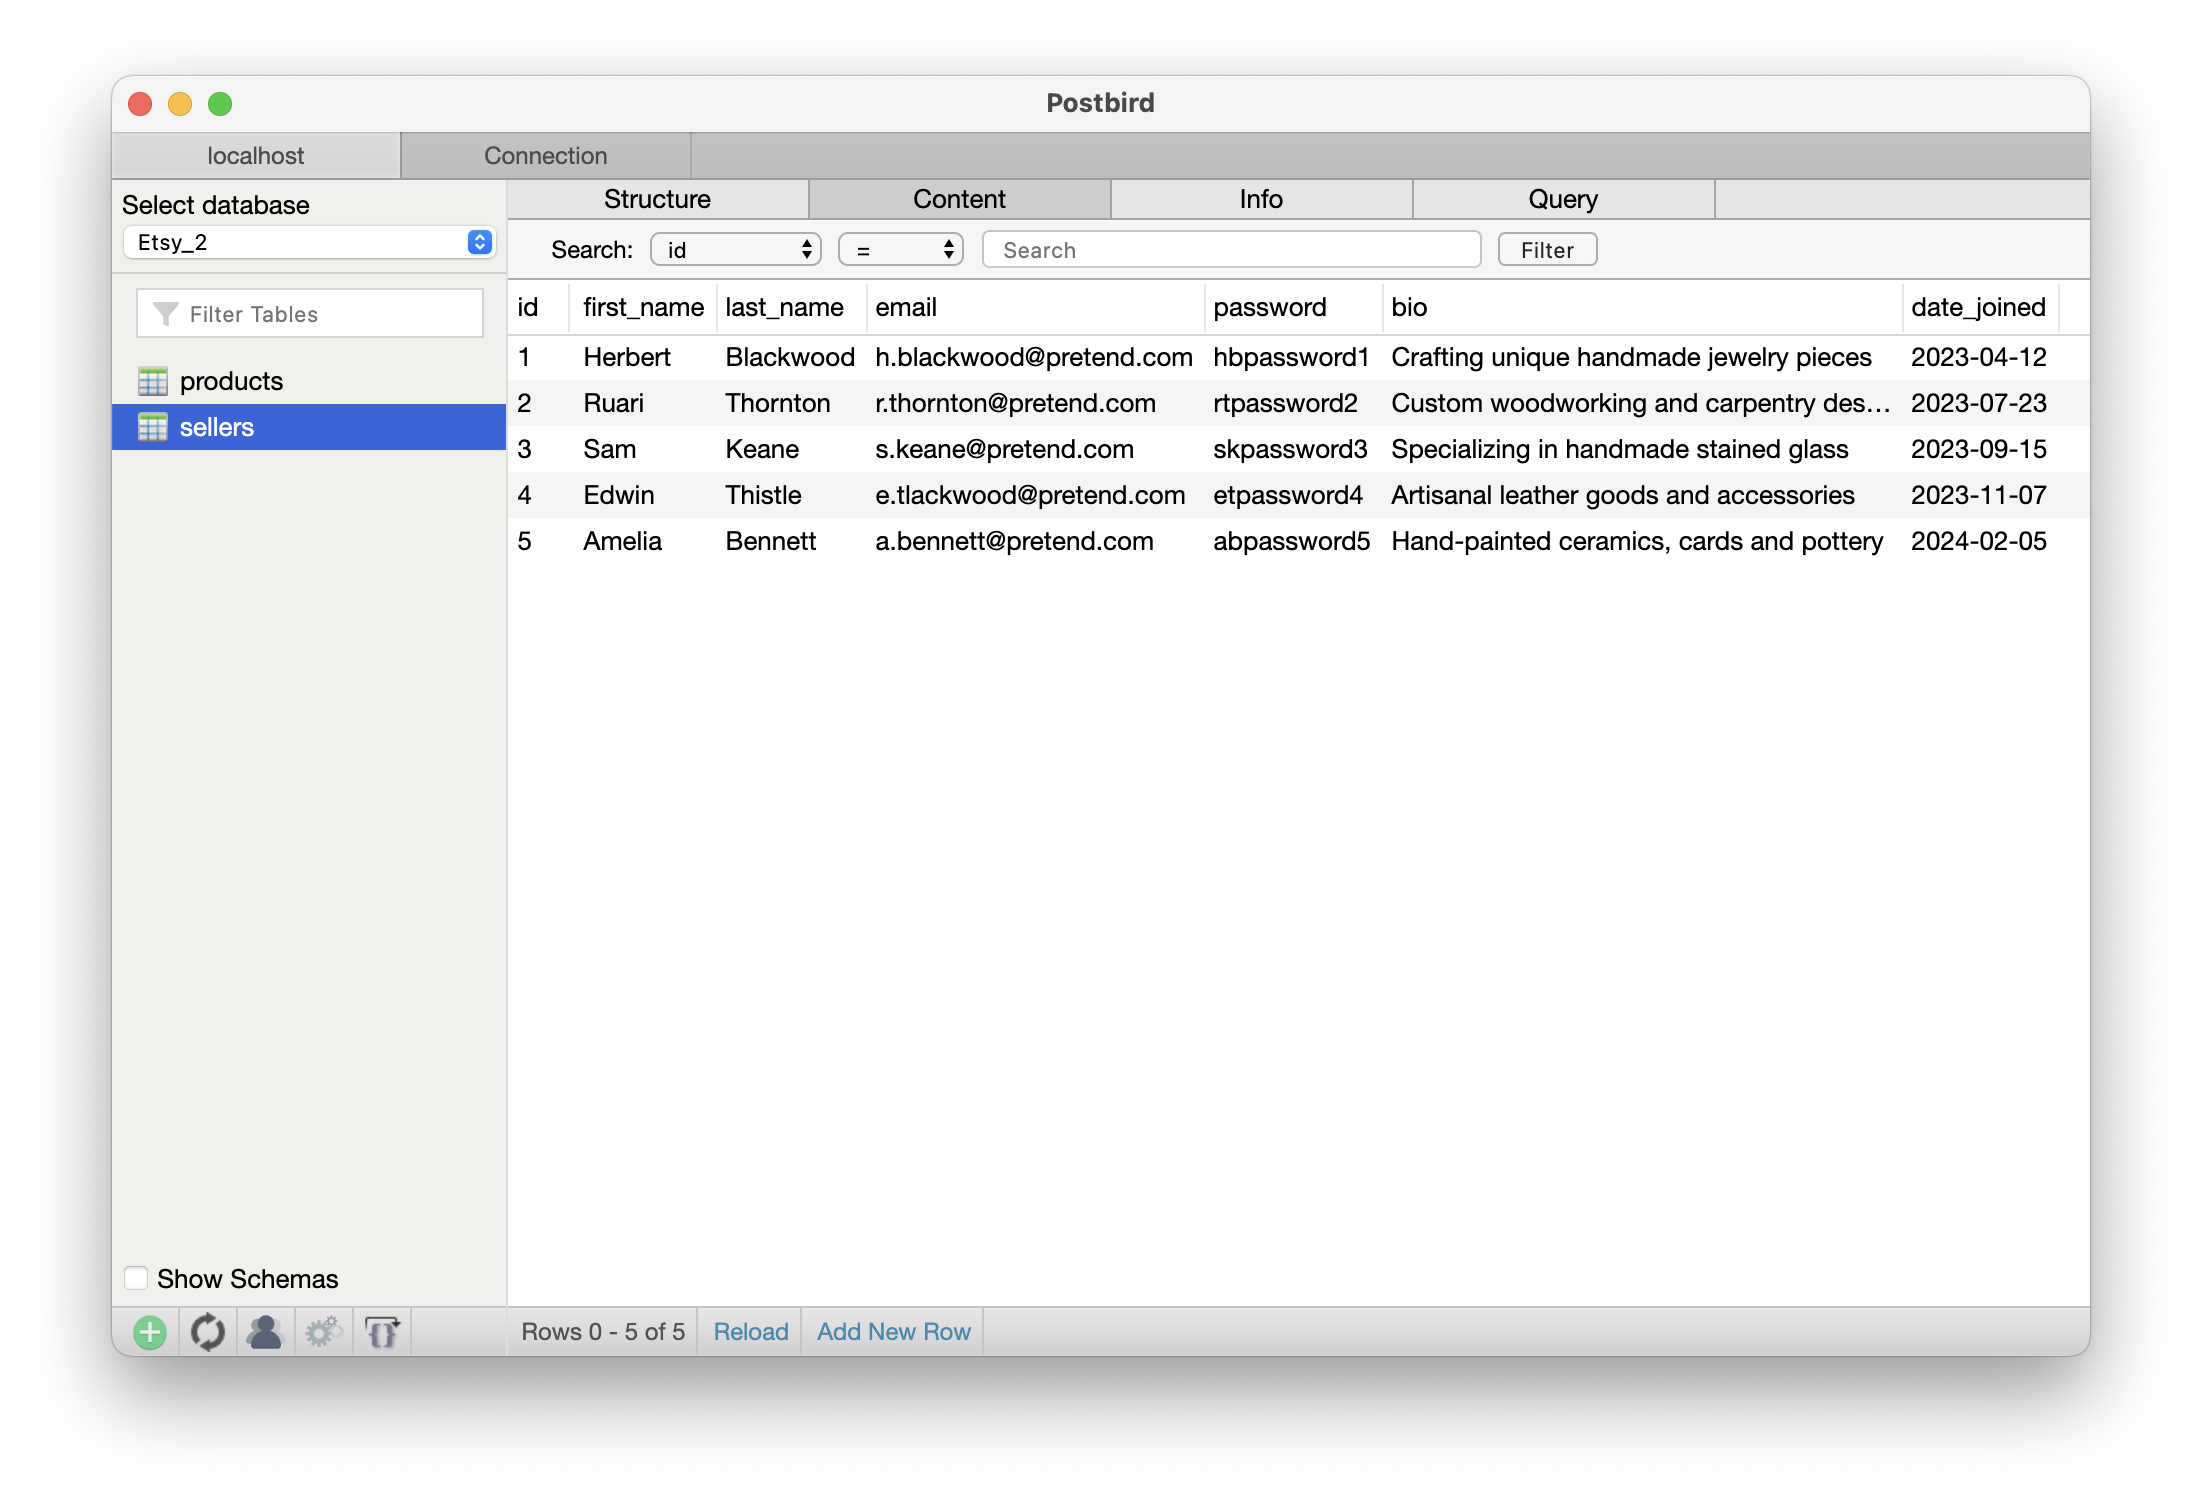 Postbird
localhost Connection
Select database
Etsy_2
Filter Tables
products
sellers
Show Schemas
Structure Content Info Query
Search: id = Search Filter
id first_name last_name email password bio date_joined
1 Herbert Blackwood h.blackwood@pretend.com hbpassword1 Crafting unique handmade jewelry pieces 2023-04-12
2 Ruari Thornton r.thornton@pretend.com rtpassword2 Custom woodworking and carpentry des... 2023-07-23
3 Sam Keane s.keane@pretend.com skpassword3 Specializing in handmade stained glass 2023-09-15
4 Edwin Thistle e.tlackwood@pretend.com etpassword4 Artisanal leather goods and accessories 2023-11-07
5 Amelia Bennett a.bennett@pretend.com abpassword5 Hand-painted ceramics, cards and pottery 2024-02-05
Rows 0 - 5 of 5 Reload Add New Row